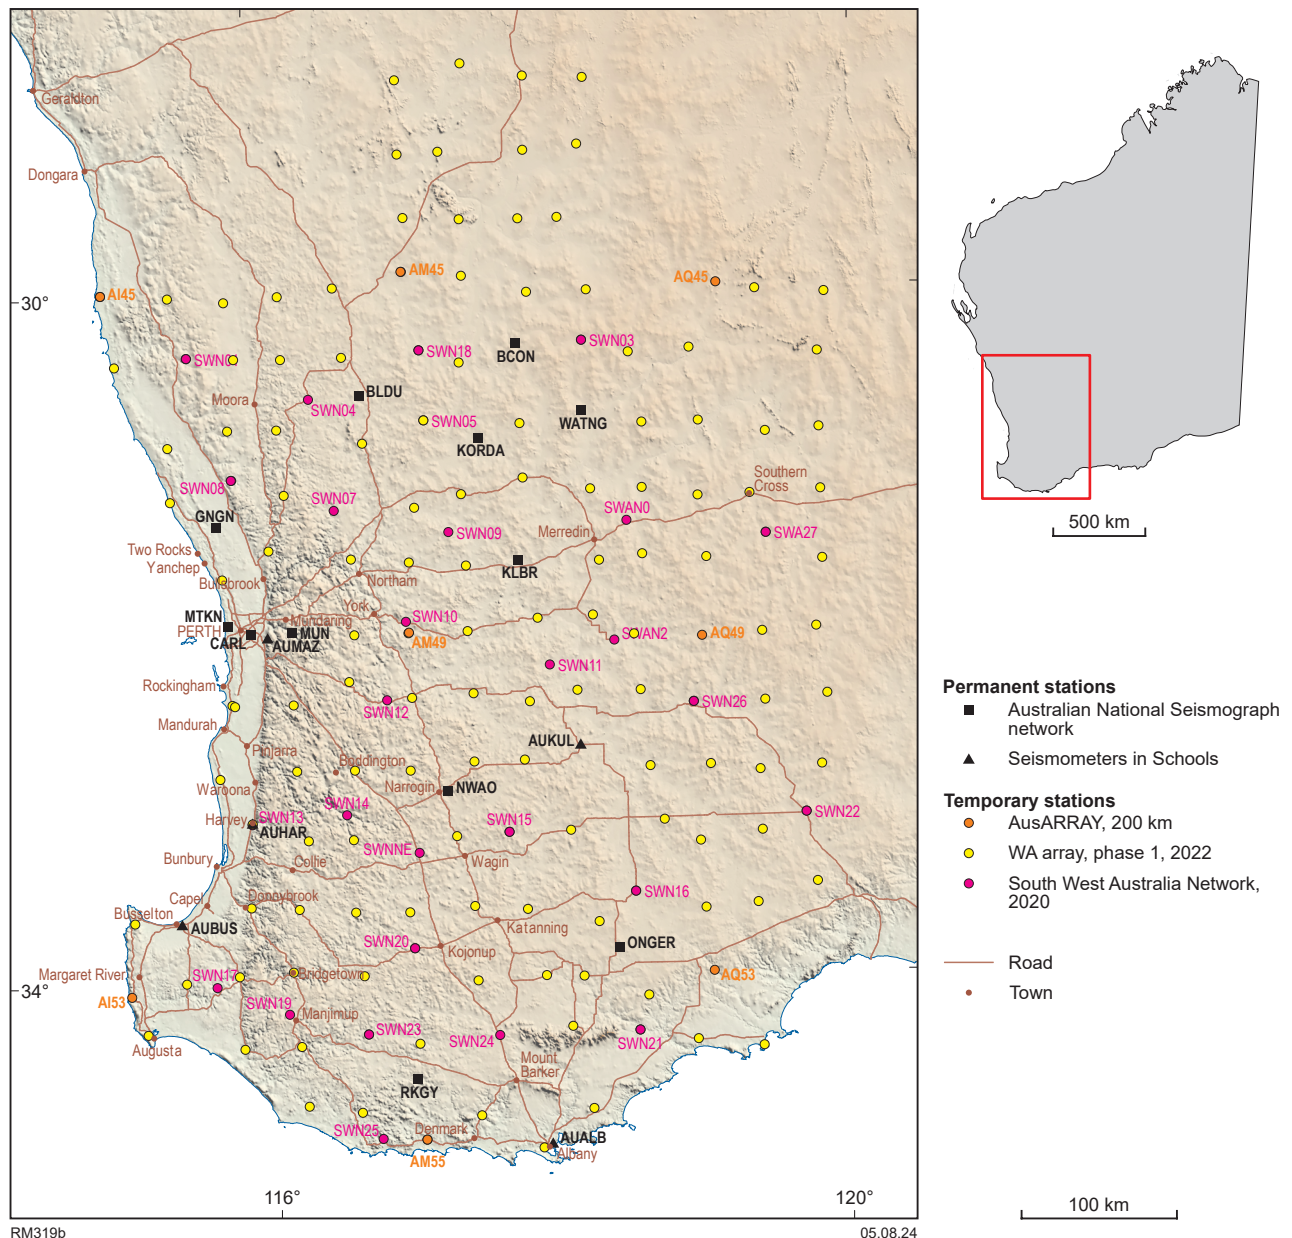 Geraldton
Dongara
AM45
AQ45
AI45
30°
SWN03
SWN18
BCON
SWN0
BLDU
Moora
SWN04
SWN05
WATNG
KORDA
Southern
Cross
SWN08
SWN07
SWAN0
GNGN
SWN09
Merredin
SWA27
Two Rocks
Yanchep
KLBR
Bullsbrook
Northam
York
MTKN
SWN10
Mundaring
PERTH
MUN
CARL
AUMAZ
AM49
SWAN2
AQ49
SWN11
Rockingham
SWN12
SWN26
Mandurah
Pinjarra
AUKUL
Boddington
Waroona
Narrogin
NWAO
SWN14
SWN22
Harvey
SWN13
SWN15
AUHAR
SWNNE
Bunbury
Collie
Wagin
SWN16
Capel
Donnybrook
Busselton
AUBUS
Katanning
SWN20
Kojonup
ONGER
Margaret River
SWN17
Bridgetown
AQ53
AI53
34°
SWN19
Manjimup
SWN23
SWN24
SWN21
Augusta
Mount
Barker
RKGY
SWN25
Denmark
AUALB
Albany
AM55
116°
120°
RM319b
05.08.24
500 km
Permanent stations
Australian National Seismograph
network
Seismometers in Schools
Temporary stations
AusARRAY, 200 km
WA array, phase 1, 2022
South West Australia Network,
2020
Road
Town
100 km